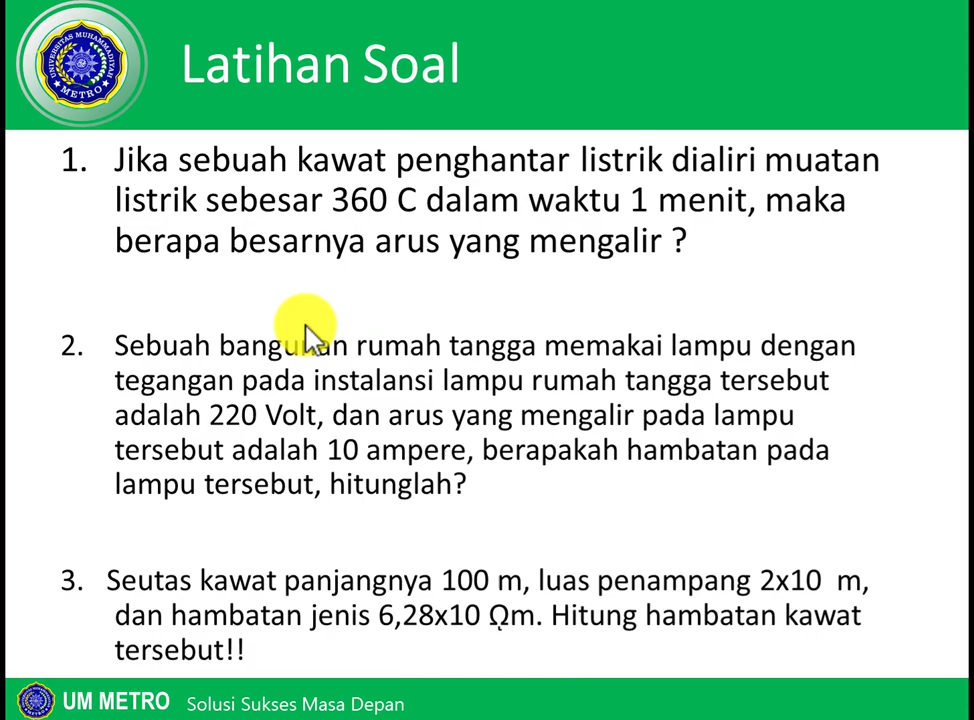 UNIVERSITAS MUHAMMADIYAH
METRO
Latihan Soal
1. Jika sebuah kawat penghantar listrik dialiri muatan
listrik sebesar 360 C dalam waktu 1 menit, maka
berapa besarnya arus yang mengalir ?
2. Sebuah bangunan rumah tangga memakai lampu dengan
tegangan pada instalansi lampu rumah tangga tersebut
adalah 220 Volt, dan arus yang mengalir pada lampu
tersebut adalah 10 ampere, berapakah hambatan pada
lampu tersebut, hitunglah?
3. Seutas kawat panjangnya 100 m, luas penampang 2x10 m,
dan hambatan jenis 6,28x10 Ωm. Hitung hambatan kawat
tersebut!!
UM METRO Solusi Sukses Masa Depan